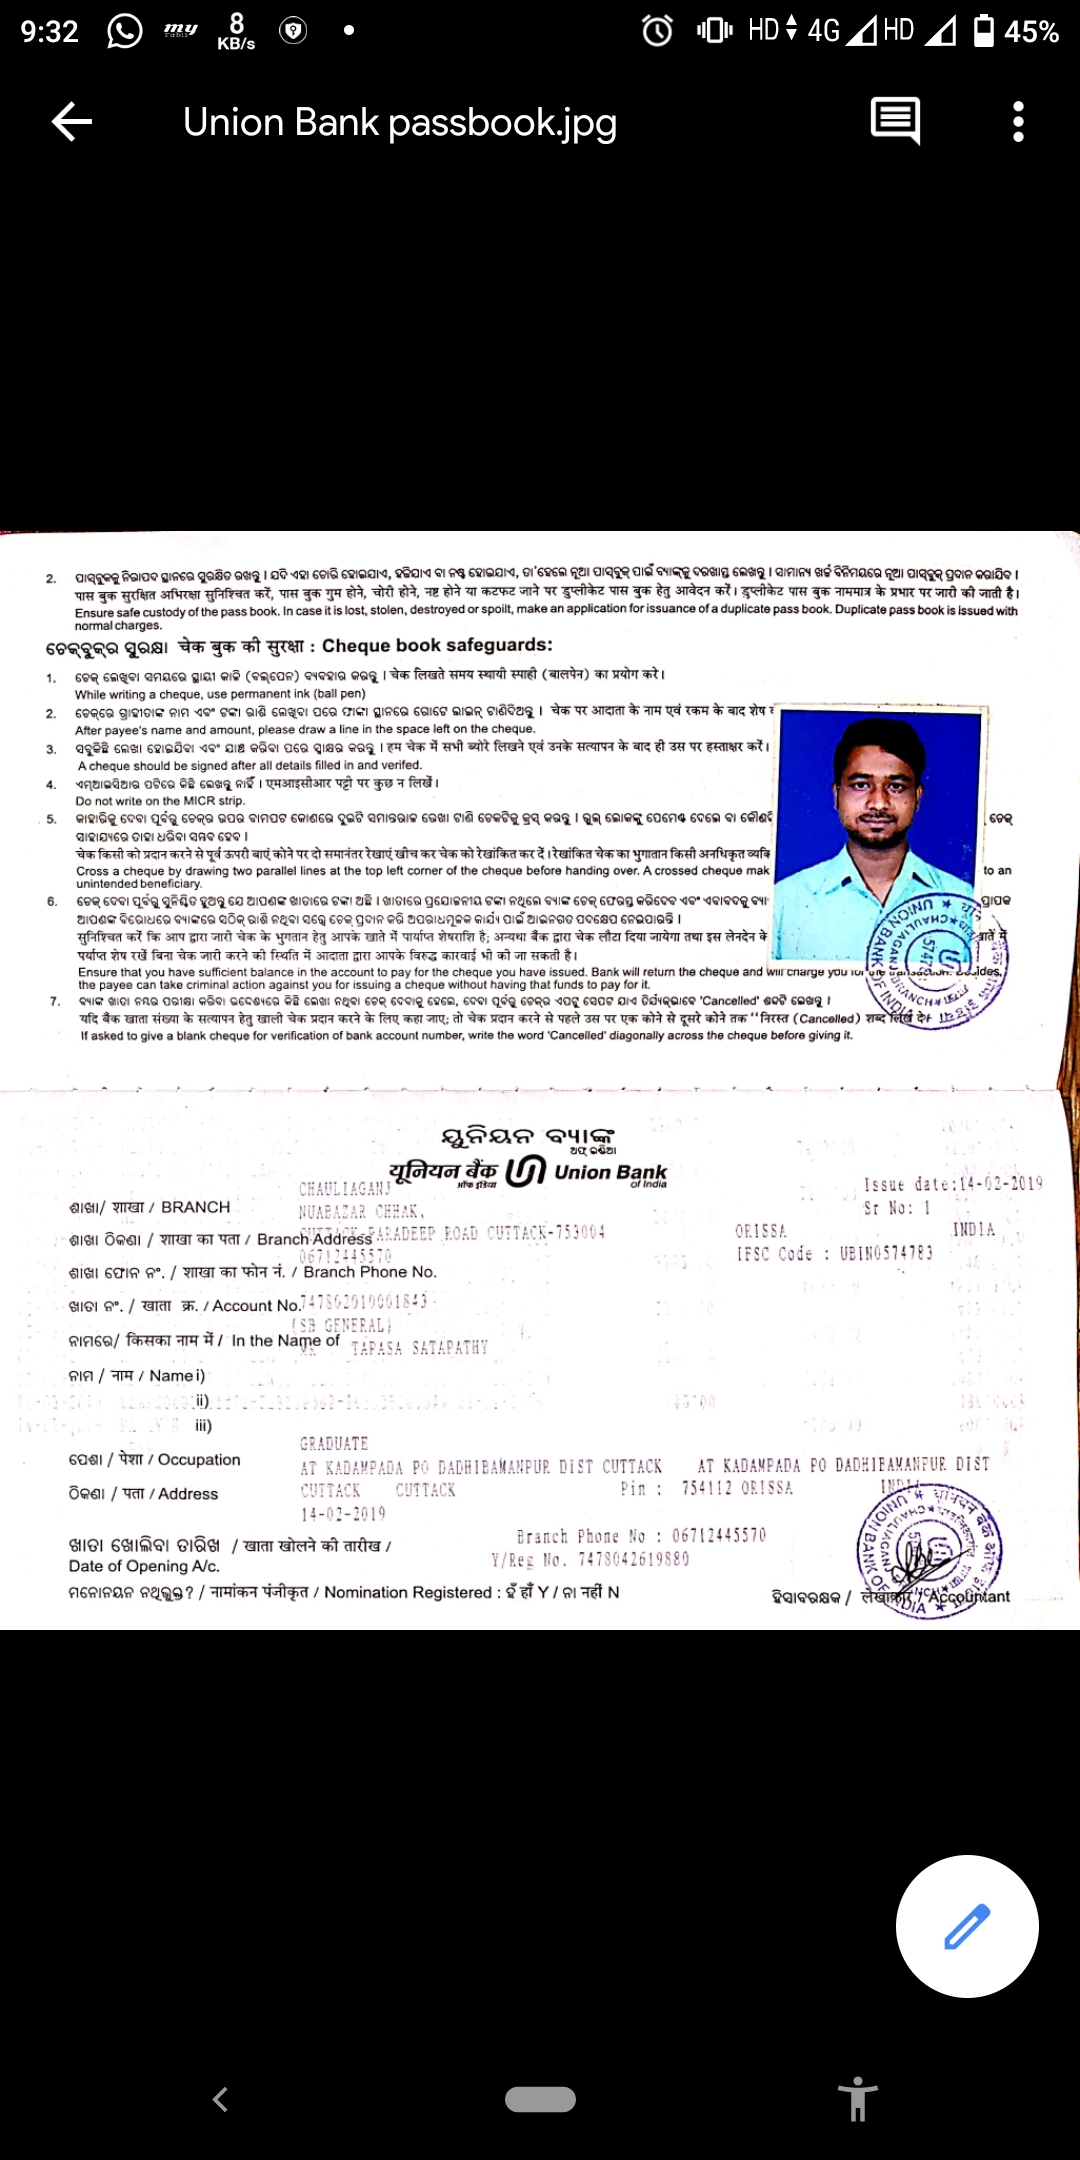 9:32
my
8
KB/s
HD 4G HD 45%
Union Bank passbook.jpg
2. ପାସ୍‌ବୁକକୁ ନିରାପଦ ସ୍ଥାନରେ ସୁରକ୍ଷିତ ରଖନ୍ତୁ । ଯଦି ଏହା ଚୋରି ହୋଇଯାଏ, ହଜିଯାଏ ବା ନଷ୍ଟ ହୋଇଯାଏ, ତା'ହେଲେ ନୂଆ ପାସ୍‌ବୁକ୍ ପାଇଁ ବ୍ୟାଙ୍କକୁ ଦରଖାସ୍ତ ଲେଖନ୍ତୁ । ସାମାନ୍ୟ ଖର୍ଚ୍ଚ ବିନିମୟରେ ନୂଆ ପାସ୍‌ବୁକ୍ ପ୍ରଦାନ କରାଯିବ ।
पास बुक सुरक्षित अभिरक्षा सुनिश्चित करें, पास बुक गुम होने, चोरी होने, नष्ट होने या कटफट जाने पर डुप्लीकेट पास बुक हेतु आवेदन करें। डुप्लीकेट पास बुक नाममात्र के प्रभार पर जारी की जाती है।
Ensure safe custody of the pass book. In case it is lost, stolen, destroyed or spoilt, make an application for issuance of a duplicate pass book. Duplicate pass book is issued with
normal charges.
ଚେକ୍‌ବୁକ୍‌ର ସୁରକ୍ଷା चेक बुक की सुरक्षा : Cheque book safeguards:
1. ଚେକ୍ ଲେଖିବା ସମୟରେ ସ୍ଥାୟୀ କାଳି (ବଲ୍‌ପେନ) ବ୍ୟବହାର କରନ୍ତୁ । चेक लिखते समय स्थायी स्पाही (बालपेन) का प्रयोग करे।
While writing a cheque, use permanent ink (ball pen)
2. ଚେକ୍‌ରେ ଗ୍ରାହୀତାଙ୍କ ନାମ ଏବଂ ଟଙ୍କା ରାଶି ଲେଖିବା ପରେ ଫାଙ୍କା ସ୍ଥାନରେ ଗୋଟେ ଲାଇନ୍ ଟାଣିଦିଅନ୍ତୁ । चेक पर आदाता के नाम एवं रकम के बाद शेष
After payee's name and amount, please draw a line in the space left on the cheque.
3. ସବୁକିଛି ଲେଖା ହୋଇଯିବା ଏବଂ ଯାଞ୍ଚ କରିବା ପରେ ସ୍ୱାକ୍ଷର କରନ୍ତୁ । हम चेक में सभी ब्योरे लिखने एवं उनके सत्यापन के बाद ही उस पर हस्ताक्षर करें।
A cheque should be signed after all details filled in and verifed.
4. ଏମ୍‌ଆଇସିଆର ପଟିରେ କିଛି ଲେଖନ୍ତୁ ନାହିଁ । एमआइसीआर पट्टी पर कुछ न लिखें।
Do not write on the MICR strip.
5. କାହାରିକୁ ଦେବା ପୂର୍ବରୁ ଚେକ୍‌ର ଉପର ବାମପଟ କୋଣରେ ଦୁଇଟି ସମାନ୍ତରାଳ ରେଖା ଟାଣି ଚେକଟିକୁ କ୍ରସ୍ କରନ୍ତୁ । ଭୁଲ୍ ଲୋକଙ୍କୁ ପେମେଣ୍ଟ ଦେଲେ ବା ଚେକ୍
ସାହାଯ୍ୟରେ ତାହା ଧରିବା ସମ୍ଭବ ହେବ ।
चेक किसी को प्रदान करने से पूर्व ऊपरी बाएं कोने पर दो समानंतर रेखाएं खीच कर चेक को रेखांकित कर दें। रेखांकित चेक का भुगातान किसी अनधिकृत
Cross a cheque by drawing two parallel lines at the top left corner of the cheque before handing over. A crossed cheque mak to an
unintended beneficiary.
6. ଚେକ୍ ଦେବା ପୂର୍ବରୁ ସୁନିଶ୍ଚିତ ହୁଅନ୍ତୁ ଯେ ଆପଣଙ୍କ ଖାତାରେ ଟଙ୍କା ଅଛି । ଖାତାରେ ପ୍ରୟୋଜନୀୟ ଟଙ୍କା ନଥିଲେ ବ୍ୟାଙ୍କ ଚେକ୍ ଫେରସ୍ତ କରିଦେବ ଏବଂ ପ୍ରାପକ
ଆପଣଙ୍କ ବିରୋଧରେ ବ୍ୟାଙ୍କରେ ସଠିକ୍ ରାଶି ନଥିବା ସତ୍ତ୍ୱେ ଚେକ୍ ପ୍ରଦାନ କରି ଅପରାଧମୂଳକ କାର୍ଯ୍ୟ ପାଇଁ ଆଇନଗତ ପଦକ୍ଷେପ ନେଇପାରନ୍ତି ।
सुनिश्चित करें कि आप द्वारा जारी चेक के भुगतान हेतु आपके खाते में पार्याप्त शेषराशि है; अन्यथा बैंक द्वारा चेक लौटा दिया जायेगा तथा इस लेनदेन के
पर्याप्त शेष रखें बिना चेक जारी करने की स्थिति में आदाता द्वारा आपके विरुद्ध कारवाई भी की जा सकती है।
Ensure that you have sufficient balance in the account to pay for the cheque you have issued. Bank will return the cheque and will charge you for the transaction. Besides,
the payee can take criminal action against you for issuing a cheque without having that funds to pay for it.
7. ବ୍ୟାଙ୍କ ଖାତା ନମ୍ବର ପରୀକ୍ଷା କରିବା ଉଦ୍ଦେଶ୍ୟରେ କିଛି ଲେଖା ନଥିବା ଚେକ୍ ଦେବାକୁ ହେଲେ, ଦେବା ପୂର୍ବରୁ ଚେକ୍‌ର ଏପଟୁ ସେପଟ ଯାଏ ତିର୍ଯ୍ୟକ୍‌ଭାବେ 'Cancelled' ଶବ୍ଦଟି ଲେଖନ୍ତୁ ।
यदि बैंक खाता संख्या के सत्यापन हेतु खाली चेक प्रदान करने के लिए कहा जाए; तो चेक प्रदान करने से पहले उस पर एक कोने से दूसरे कोने तक "निरस्त (Cancelled) शब्द लिख दे।
If asked to give a blank cheque for verification of bank account number, write the word 'Cancelled' diagonally across the cheque before giving it.
UNION BANK OF INDIA
CHAULIAGANJ BRANCH
ୟୁନିୟନ ବ୍ୟାଙ୍କ
ଅଫ୍ ଇଣ୍ଡିଆ
यूनियन बैंक Union Bank
ऑफ इंडिया of India
Issue date:14-02-2019
ଶାଖା/ शाखा / BRANCH CHAULIAGANJ
NUABAZAR CHHAK, Sr No: 1
ଶାଖା ଠିକଣା / शाखा का पता / Branch Address CUTTACK-PARADEEP ROAD CUTTACK-753004 ORISSA INDIA
06712445570 IFSC Code : UBIN0574783
ଶାଖା ଫୋନ ନଂ. / शाखा का फोन नं. / Branch Phone No.
ଖାତା ନଂ. / खाता क्र. / Account No. 747802010001843
(SB GENERAL)
ନାମରେ/ किसका नाम में / In the Name of TAPASA SATAPATHY
ନାମ / नाम / Name i)
ii)
iii)
GRADUATE
ପେଶା / पेशा / Occupation
AT KADAMPADA PO DADHIBAMANPUR DIST CUTTACK AT KADAMPADA PO DADHIBAMANPUR DIST
ଠିକଣା / पता / Address CUTTACK CUTTACK Pin : 754112 ORISSA INDIA
14-02-2019
ଖାତା ଖୋଲିବା ତାରିଖ / खाता खोलने की तारीख / Branch Phone No : 06712445570
Date of Opening A/c. Y/Reg No. 7478042619880
ମନୋନୟନ ନଥିଭୁକ୍ତ? / नामांकन पंजीकृत / Nomination Registered : ହଁ हाँ Y / ନା नहीं N
ହିସାବରକ୍ଷକ / लेखाकार / Accountant
UNION BANK OF INDIA